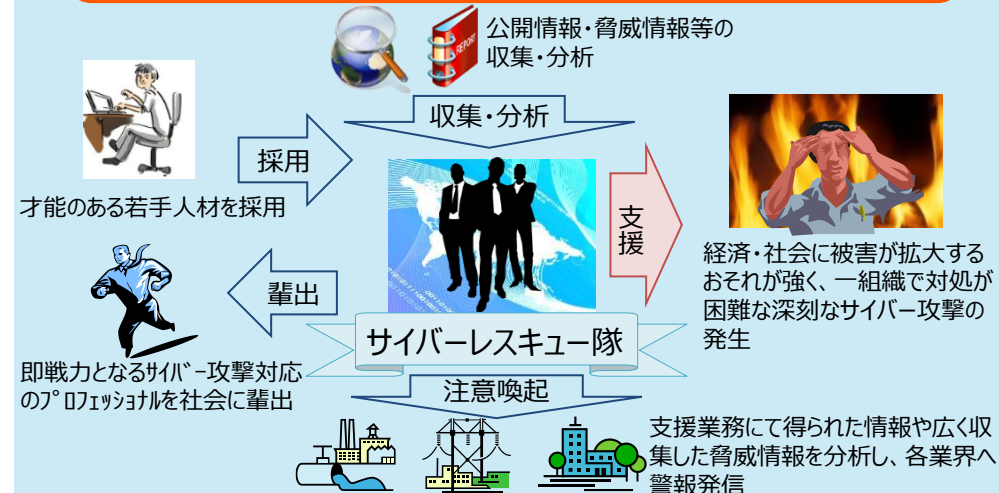 公開情報・脅威情報等の
収集・分析
REPORT
収集・分析
採用
才能のある若手人材を採用
支援
経済・社会に被害が拡大する
おそれが強く、一組織で対処が
困難な深刻なサイバー攻撃の
発生
輩出
サイバーレスキュー隊
即戦力となるｻｲﾊﾞｰ攻撃対応
のﾌﾟﾛﾌｪｯｼｮﾅﾙを社会に輩出
注意喚起
支援業務にて得られた情報や広く収
集した脅威情報を分析し、各業界へ
警報発信